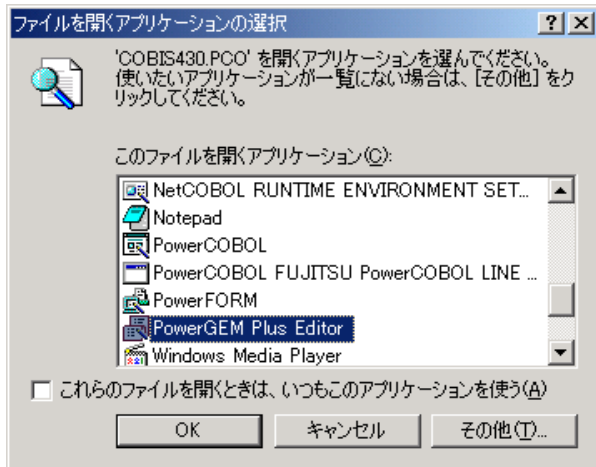 ファイルを開くアプリケーションの選択
'COBIS430.PCO' を開くアプリケーションを選んでください。
使いたいアプリケーションが一覧にない場合は、[その他] をク
リックしてください。
このファイルを開くアプリケーション(C):
NetCOBOL RUNTIME ENVIRONMENT SET...
Notepad
PowerCOBOL
PowerCOBOL FUJITSU PowerCOBOL LINE ...
PowerFORM
PowerGEM Plus Editor
Windows Media Player
これらのファイルを開くときは、いつもこのアプリケーションを使う(A)
OK キャンセル その他(T)...